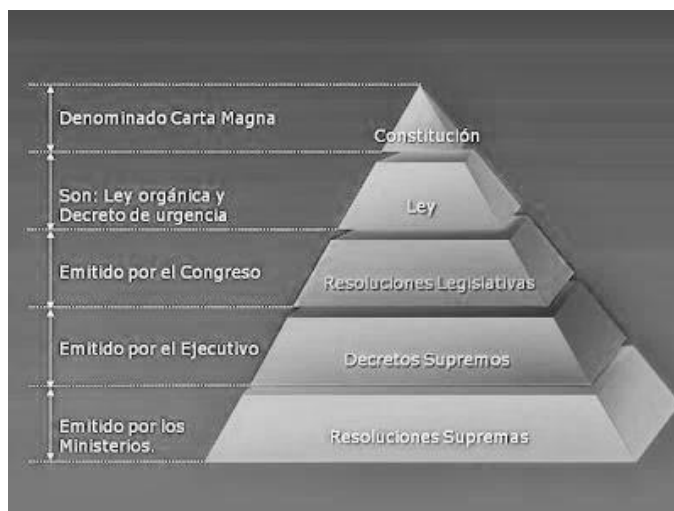 Denominado Carta Magna
Constitución
Son: Ley orgánica y
Decreto de urgencia
Ley
Emitido por el Congreso
Resoluciones Legislativas
Emitido por el Ejecutivo
Decretos Supremos
Emitido por los
Ministerios.
Resoluciones Supremas